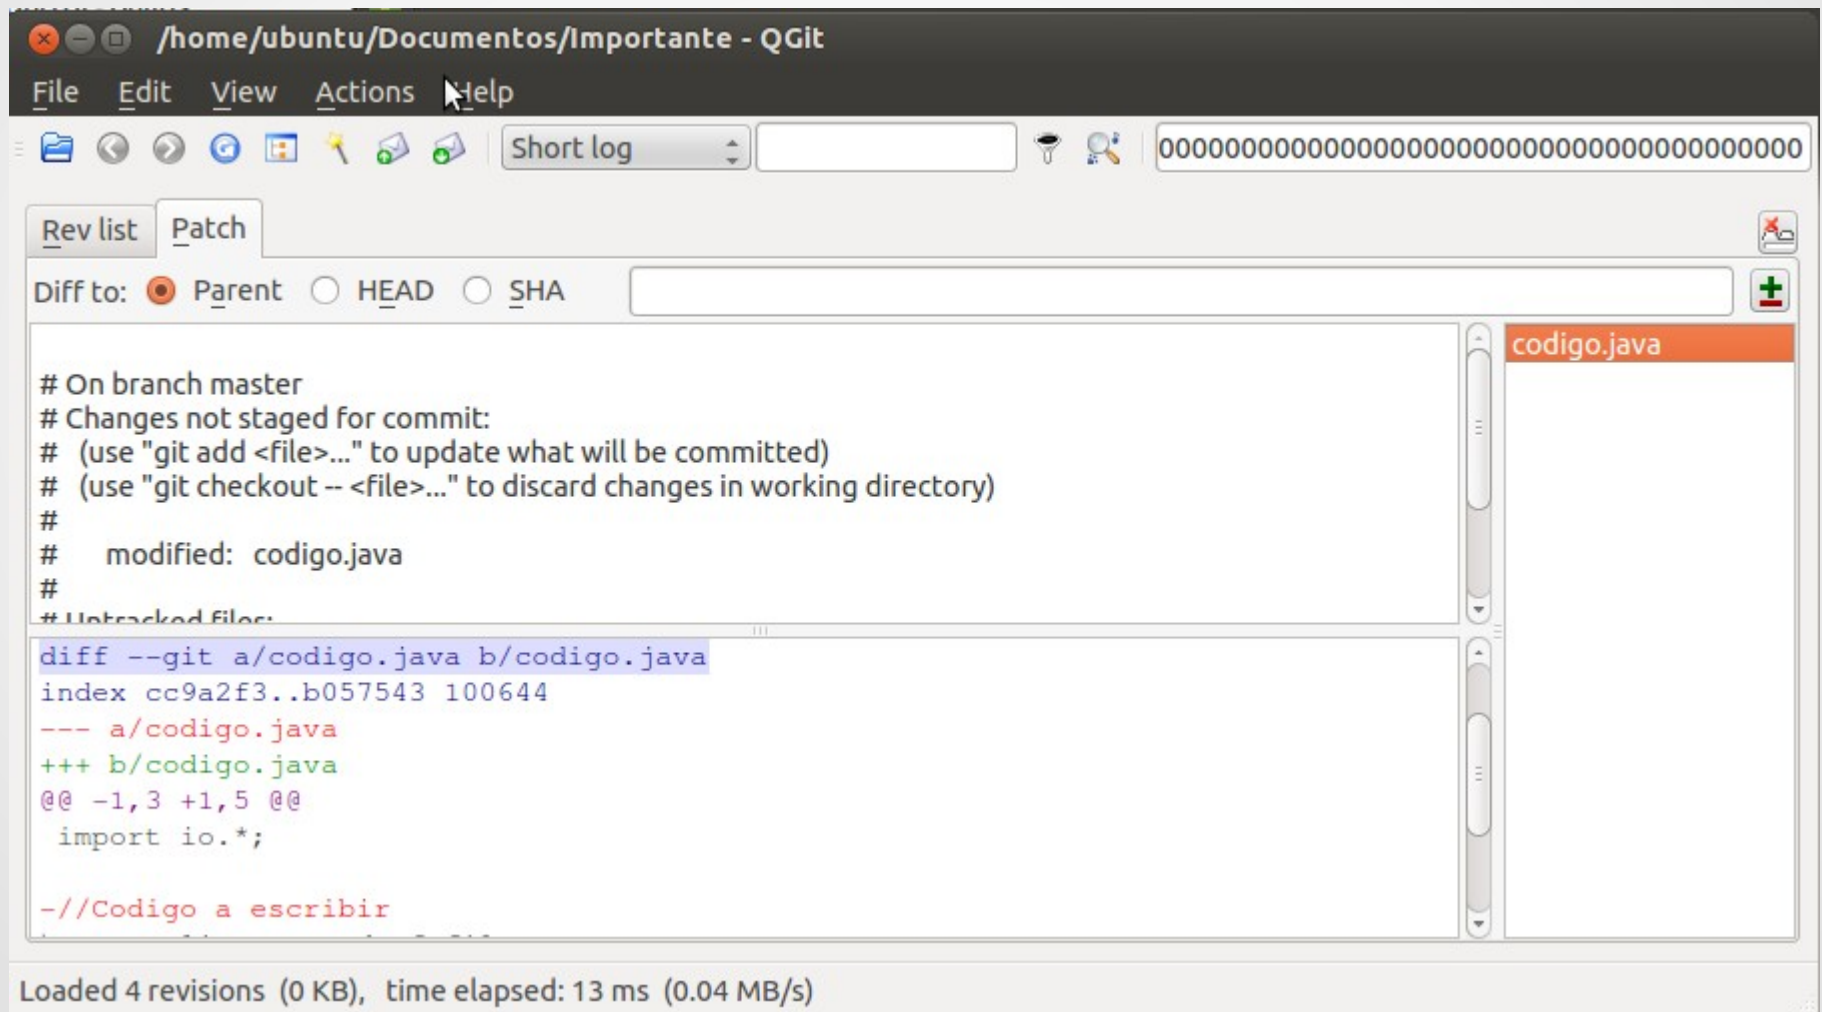 /home/ubuntu/Documentos/Importante - QGit
File Edit View Actions Help
Short log 0000000000000000000000000000000000000000
Rev list Patch
Diff to: Parent HEAD SHA
codigo.java
# On branch master
# Changes not staged for commit:
#   (use "git add <file>..." to update what will be committed)
#   (use "git checkout -- <file>..." to discard changes in working directory)
#
#     modified:   codigo.java
#
# Untracked files:
diff --git a/codigo.java b/codigo.java
index cc9a2f3..b057543 100644
--- a/codigo.java
+++ b/codigo.java
@@ -1,3 +1,5 @@
 import io.*;
-//Codigo a escribir
Loaded 4 revisions (0 KB), time elapsed: 13 ms (0.04 MB/s)